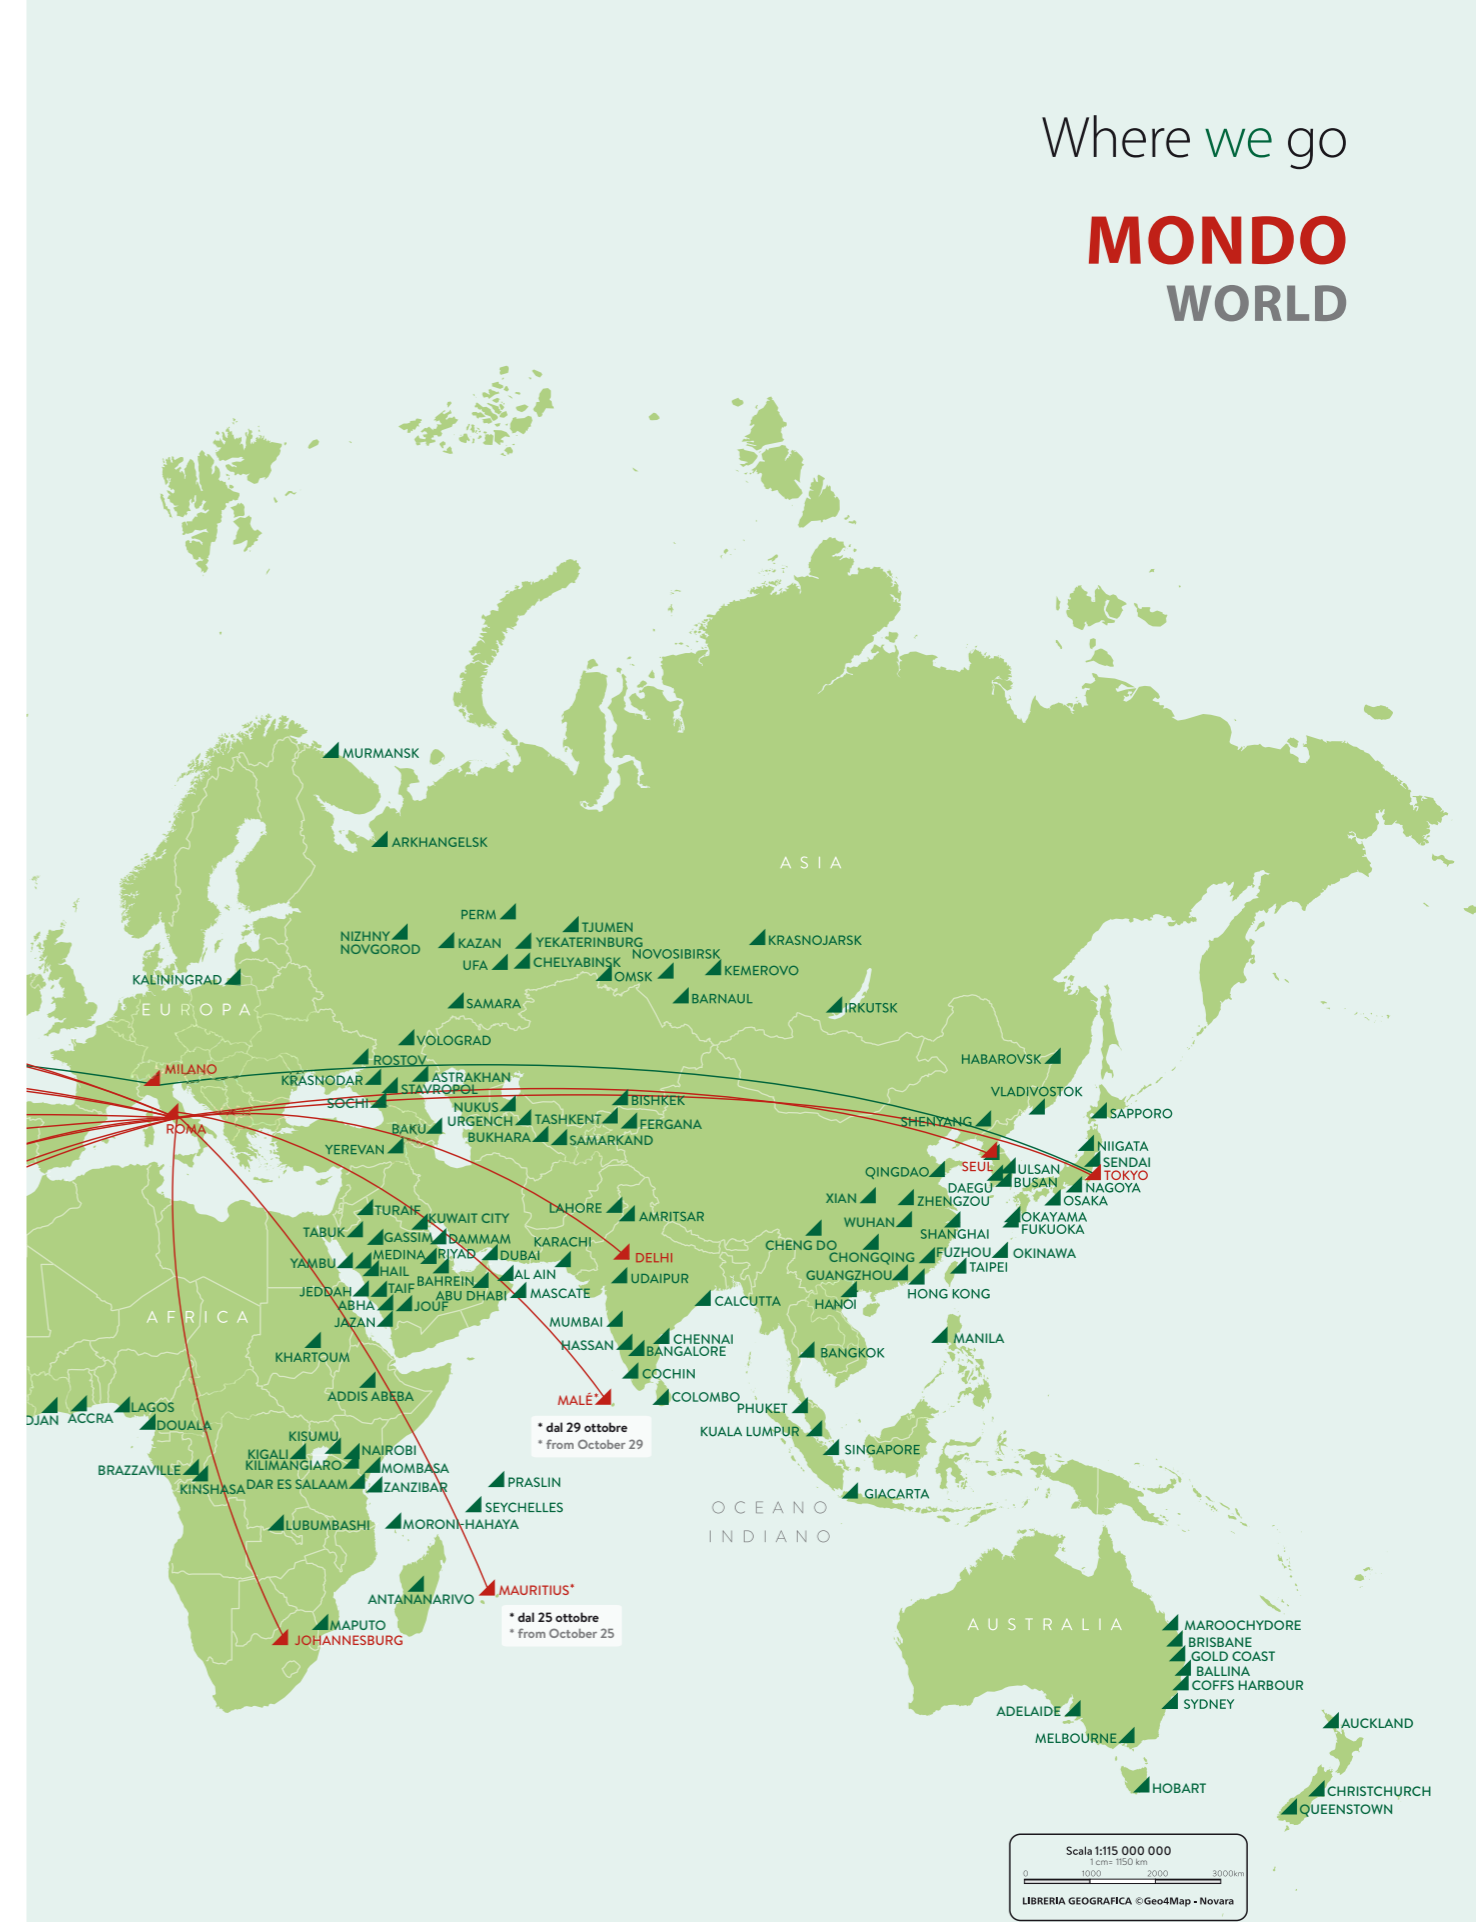 Where we go
MONDO
WORLD
MURMANSK
ARKHANGELSK
ASIA
PERM
TJUMEN
NIZHNY
NOVGOROD
KAZAN
YEKATERINBURG
KRASNOJARSK
NOVOSIBIRSK
UFA
CHELYABINSK
OMSK
KEMEROVO
KALININGRAD
BARNAUL
SAMARA
IRKUTSK
EUROPA
VOLOGRAD
ROSTOV
HABAROVSK
MILANO
KRASNODAR
ASTRAKHAN
STAVROPOL
VLADIVOSTOK
SOCHI
NUKUS
BISHKEK
SAPPORO
ROMA
BAKU
URGENCH
TASHKENT
FERGANA
SHENYANG
BUKHARA
SAMARKAND
YEREVAN
NIIGATA
SENDAI
SEUL
ULSAN
TOKYO
QINGDAO
DAEGU
BUSAN
NAGOYA
XIAN
ZHENGZOU
OSAKA
LAHORE
AMRITSAR
TURAIF
KUWAIT CITY
WUHAN
SHANGHAI
OKAYAMA
FUKUOKA
TABUK
GASSIM
DAMMAM
KARACHI
CHENG DO
CHONGQING
FUZHOU
OKINAWA
MEDINA
RIYAD
DUBAI
DELHI
YAMBU
HAIL
BAHREIN
AL AIN
UDAIPUR
GUANGZHOU
TAIPEI
JEDDAH
TAIF
ABU DHABI
MASCATE
CALCUTTA
HANOI
HONG KONG
ABHA
JOUF
AFRICA
JAZAN
MUMBAI
KHARTOUM
HASSAN
CHENNAI
BANGALORE
BANGKOK
MANILA
COCHIN
ADDIS ABEBA
MALÉ*
COLOMBO
PHUKET
DJAN
ACCRA
LAGOS
DOUALA
* dal 29 ottobre
* from October 29
KUALA LUMPUR
SINGAPORE
KISUMU
KIGALI
NAIROBI
KILIMANGIARO
MOMBASA
BRAZZAVILLE
KINSHASA
DAR ES SALAAM
ZANZIBAR
PRASLIN
GIACARTA
SEYCHELLES
OCEANO
INDIANO
LUBUMBASHI
MORONI-HAHAYA
ANTANANARIVO
MAURITIUS*
* dal 25 ottobre
* from October 25
MAPUTO
JOHANNESBURG
AUSTRALIA
MAROOCHYDORE
BRISBANE
GOLD COAST
BALLINA
COFFS HARBOUR
SYDNEY
ADELAIDE
MELBOURNE
AUCKLAND
HOBART
CHRISTCHURCH
QUEENSTOWN
Scala 1:115 000 000
1 cm= 1150 km
0 1000 2000 3000km
LIBRERIA GEOGRAFICA ©Geo4Map - Novara